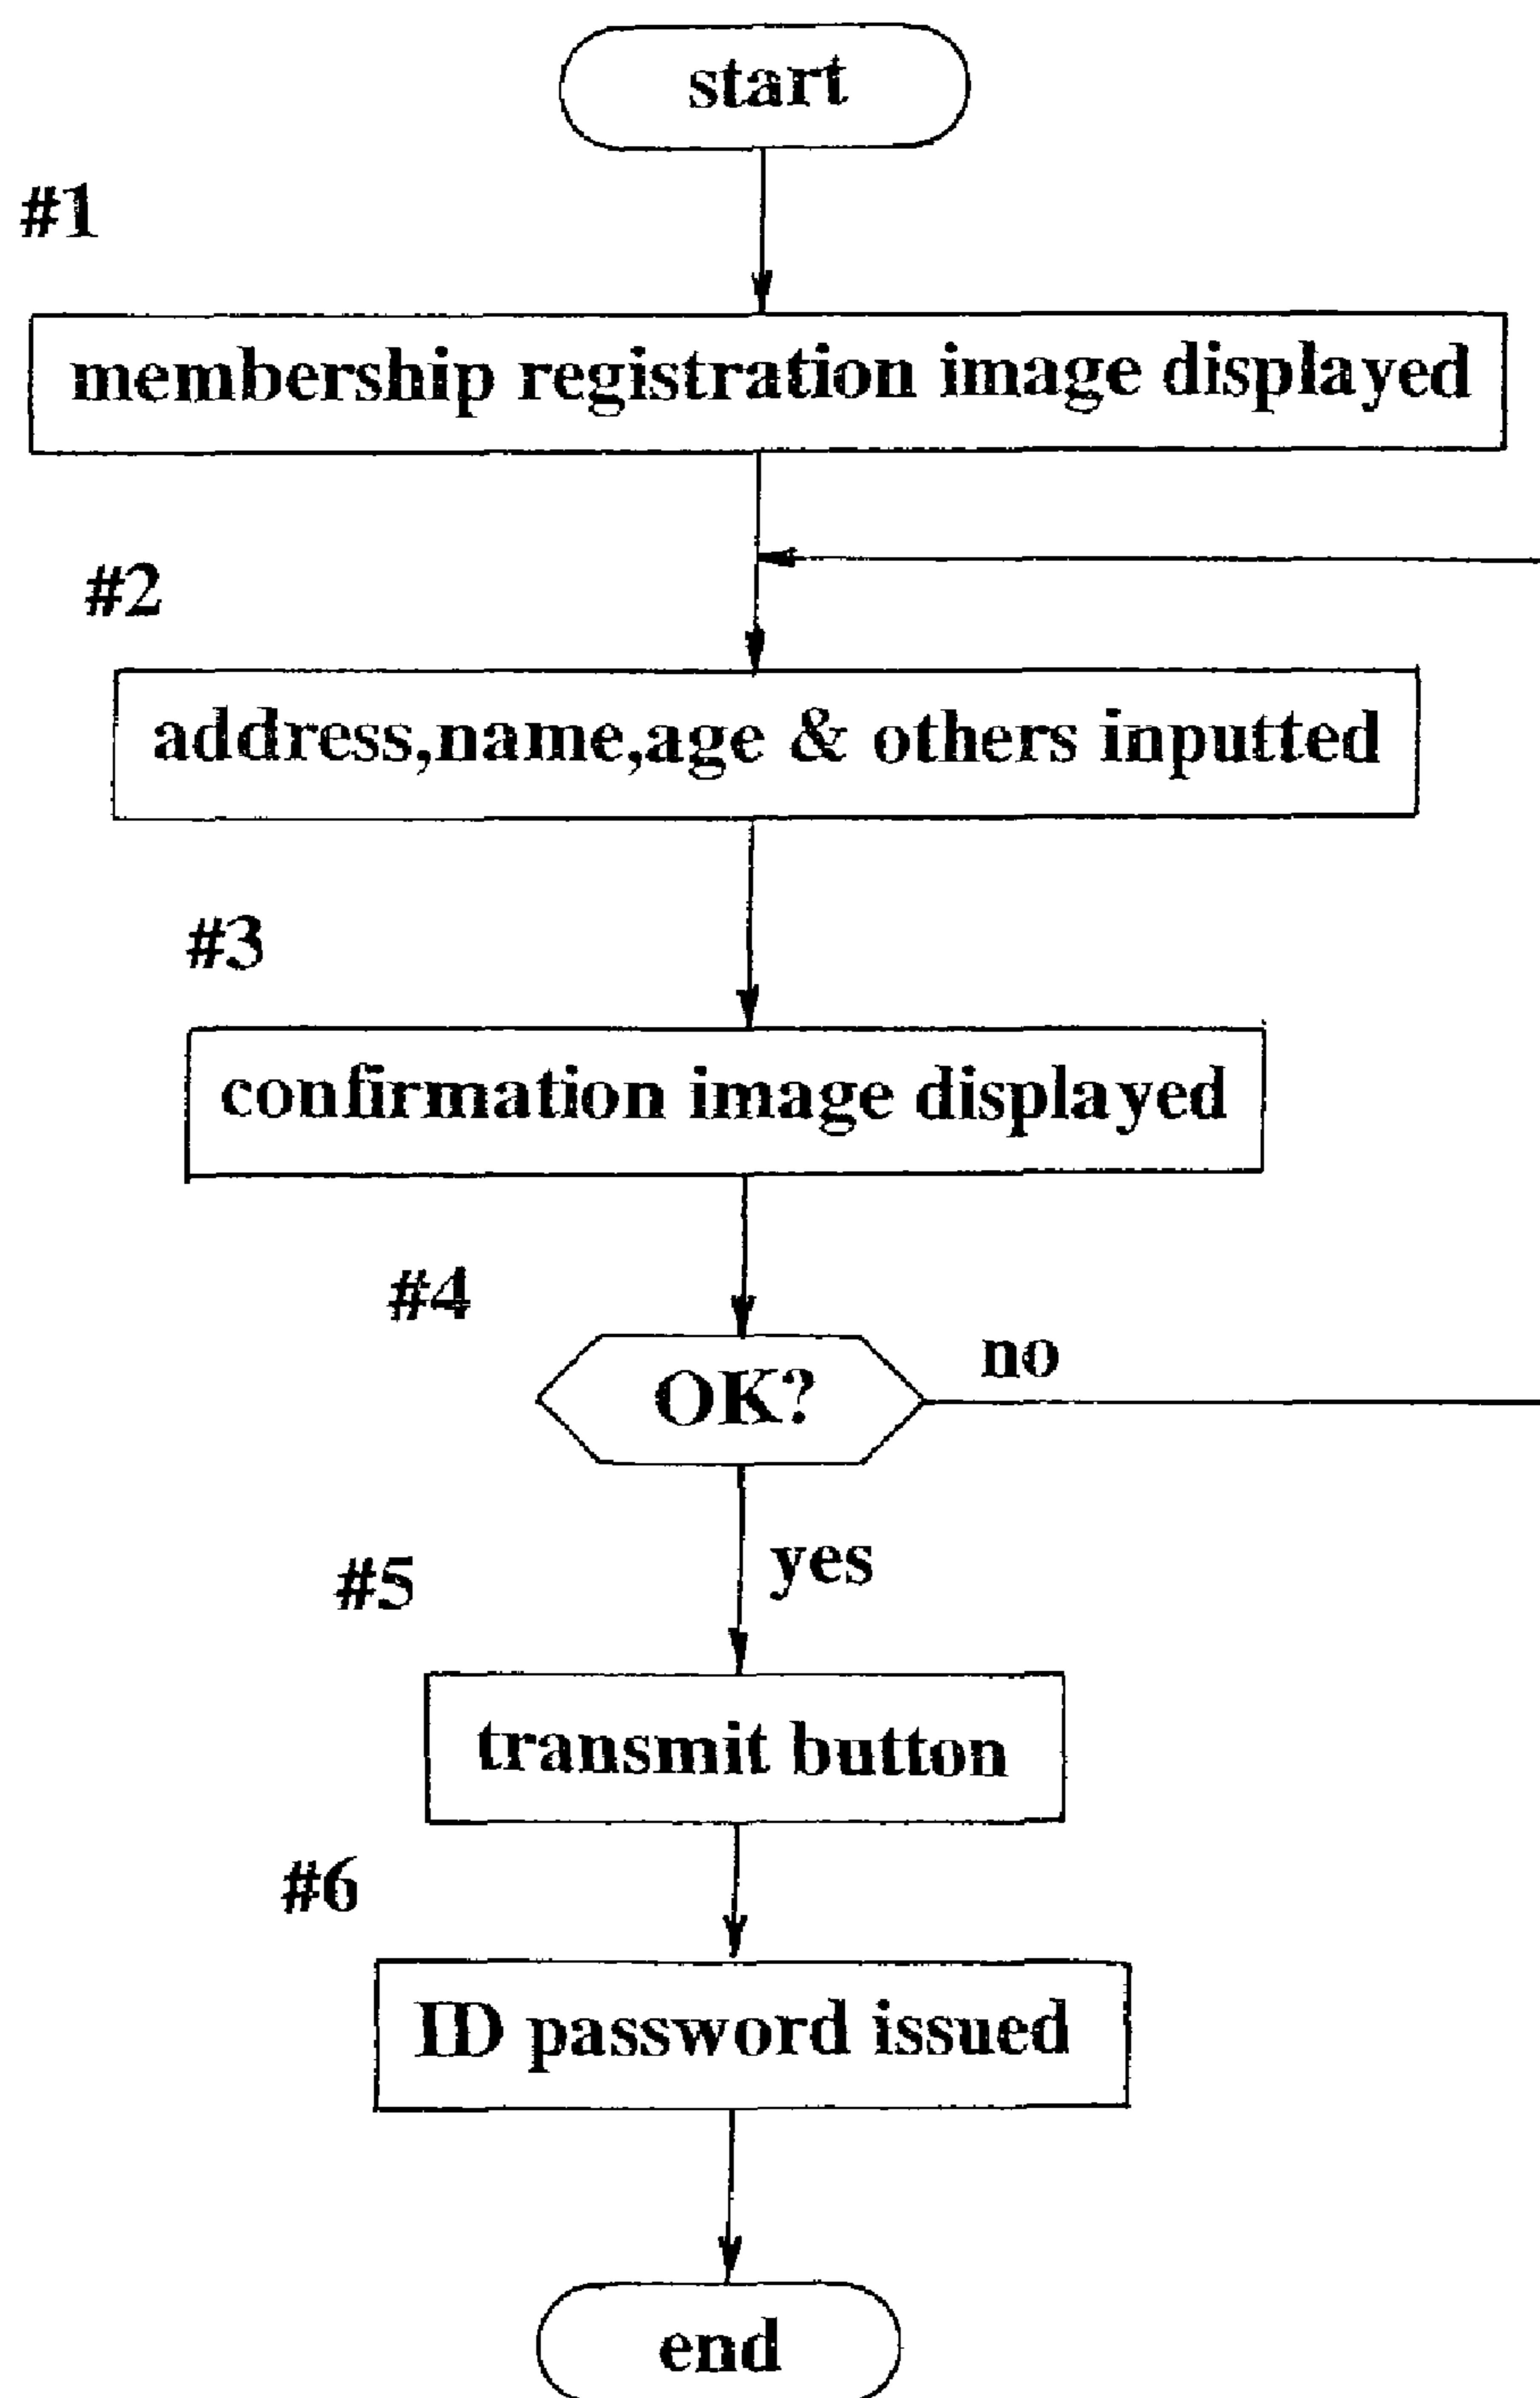 start
#1
membership registration image displayed
#2
address,name,age & others inputted
#3
confirmation image displayed
#4
OK?
no
yes
#5
transmit button
#6
ID password issued
end